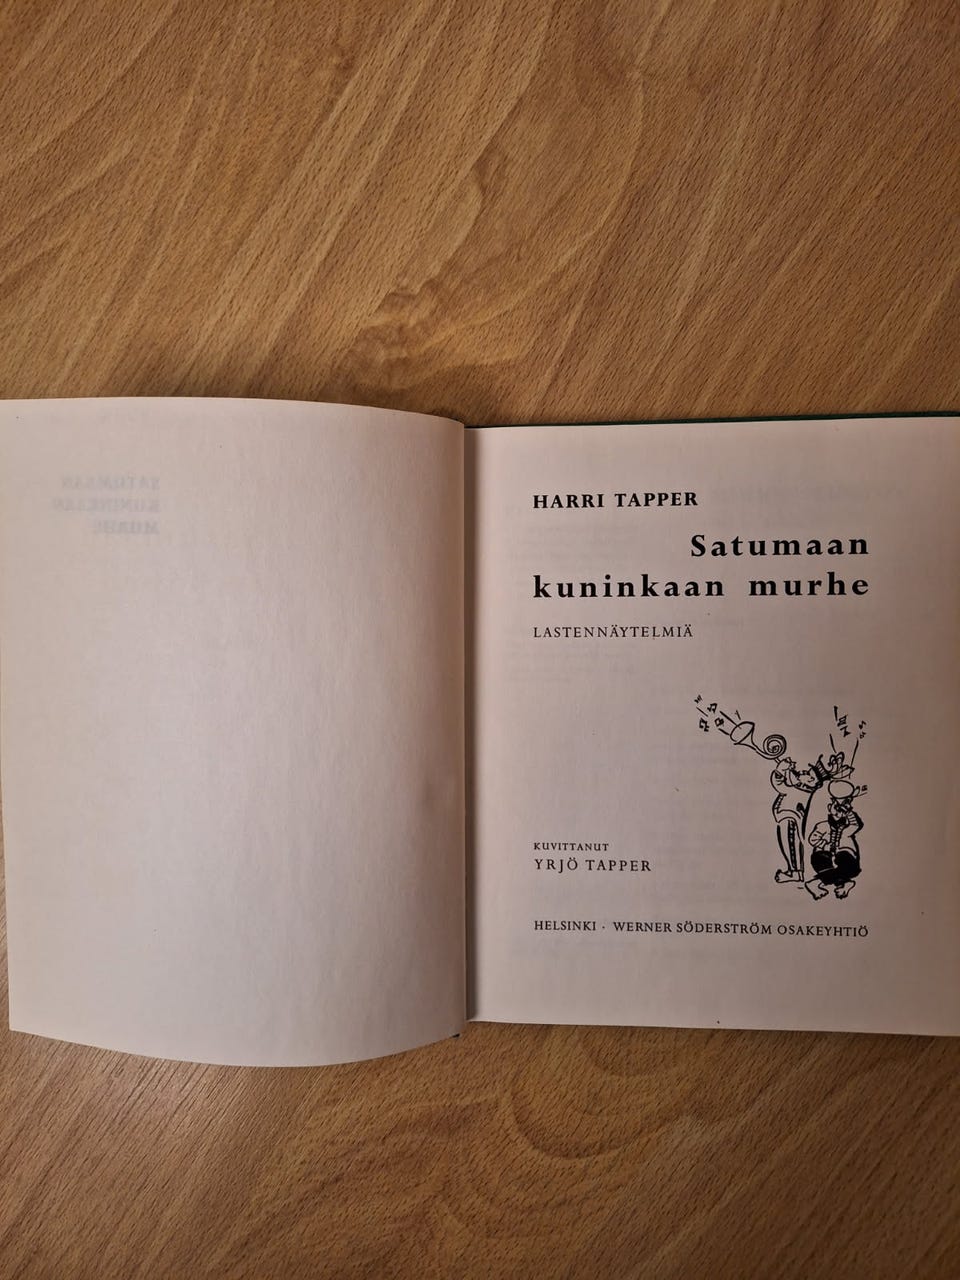 HARRI TAPPER
Satumaan
kuninkaan murhe
LASTENNÄYTELMIÄ
KUVITTANUT
YRJÖ TAPPER
HELSINKI · WERNER SÖDERSTRÖM OSAKEYHTIÖ